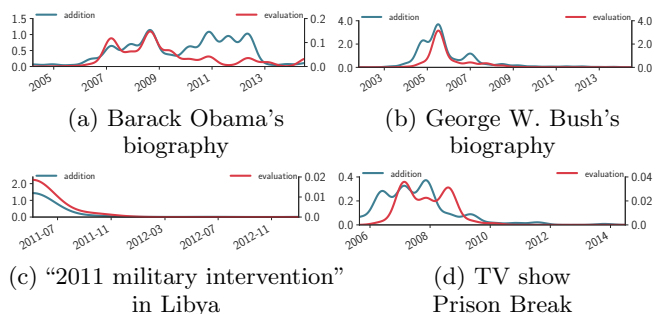 addition
evaluation
1.5
1.0
0.5
0.0
0.2
0.1
0.0
2005
2007
2009
2011
2013
(a) Barack Obama's
biography
addition
evaluation
4.0
2.0
0.0
4.0
2.0
0.0
2003
2005
2007
2009
2011
2013
(b) George W. Bush's
biography
addition
evaluation
2.0
1.0
0.0
0.02
0.01
0.00
2011-07
2011-11
2012-03
2012-07
2012-11
(c) “2011 military intervention”
in Libya
addition
evaluation
0.4
0.2
0.0
0.04
0.02
0.00
2006
2008
2010
2012
2014
(d) TV show
Prison Break